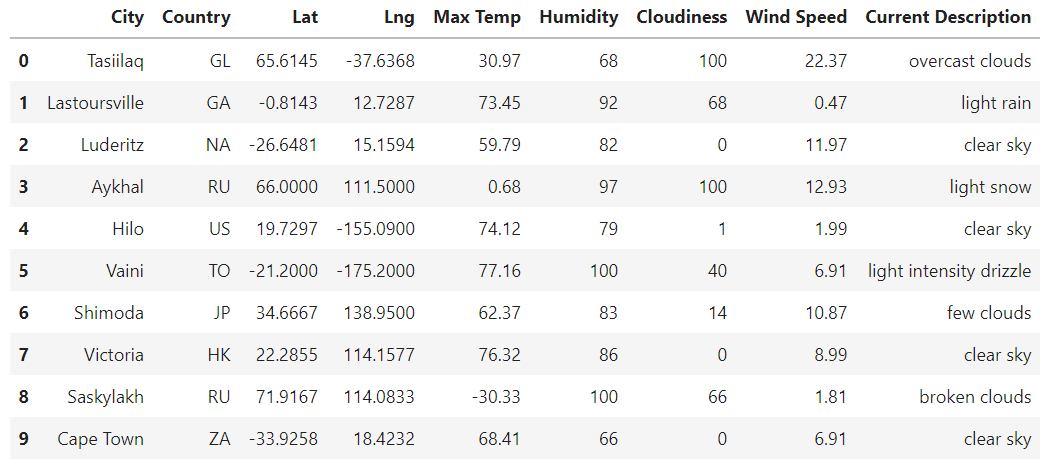 City Country Lat Lng Max Temp Humidity Cloudiness Wind Speed Current Description
0 Tasiilaq GL 65.6145 -37.6368 30.97 68 100 22.37 overcast clouds
1 Lastoursville GA -0.8143 12.7287 73.45 92 68 0.47 light rain
2 Luderitz NA -26.6481 15.1594 59.79 82 0 11.97 clear sky
3 Aykhal RU 66.0000 111.5000 0.68 97 100 12.93 light snow
4 Hilo US 19.7297 -155.0900 74.12 79 1 1.99 clear sky
5 Vaini TO -21.2000 -175.2000 77.16 100 40 6.91 light intensity drizzle
6 Shimoda JP 34.6667 138.9500 62.37 83 14 10.87 few clouds
7 Victoria HK 22.2855 114.1577 76.32 86 0 8.99 clear sky
8 Saskylakh RU 71.9167 114.0833 -30.33 100 66 1.81 broken clouds
9 Cape Town ZA -33.9258 18.4232 68.41 66 0 6.91 clear sky